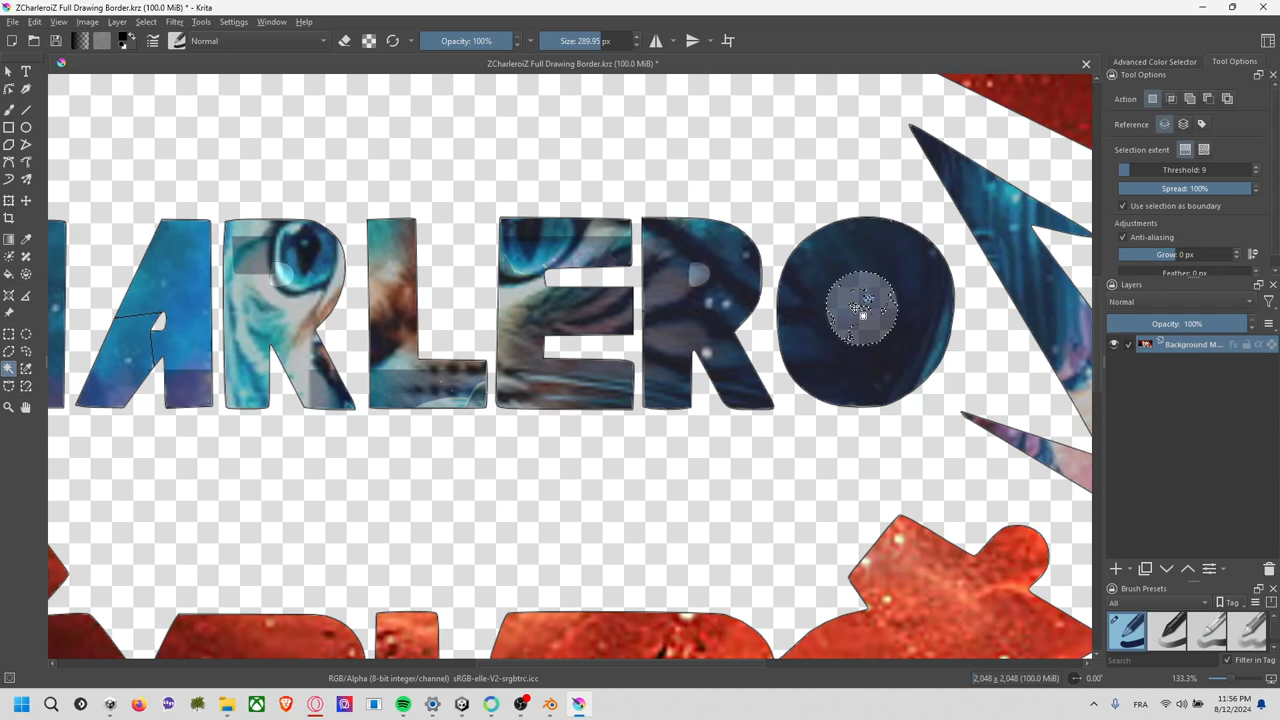 ZCharleroiZ Full Drawing Border.krz (100.0 MiB) * - Krita
File Edit View Image Layer Select Filter Tools Settings Window Help
Normal
Opacity: 100%
Size: 289.95 px
ZCharleroiZ Full Drawing Border.krz (100.0 MiB) *
Advanced Color Selector
Tool Options
Tool Options
Action
Reference
Selection extent
Threshold: 9
Spread: 100%
Use selection as boundary
Adjustments
Anti-aliasing
Grow: 0 px
Feather: 0 px
Layers
Normal
Opacity: 100%
Background M...
ARLERO
Brush Presets
All
Tag
Search
Filter in Tag
RGB/Alpha (8-bit integer/channel) sRGB-elle-V2-srgbtrc.icc
2,048 x 2,048 (100.0 MiB)
0.00°
133.3%
FRA
11:56 PM
8/12/2024